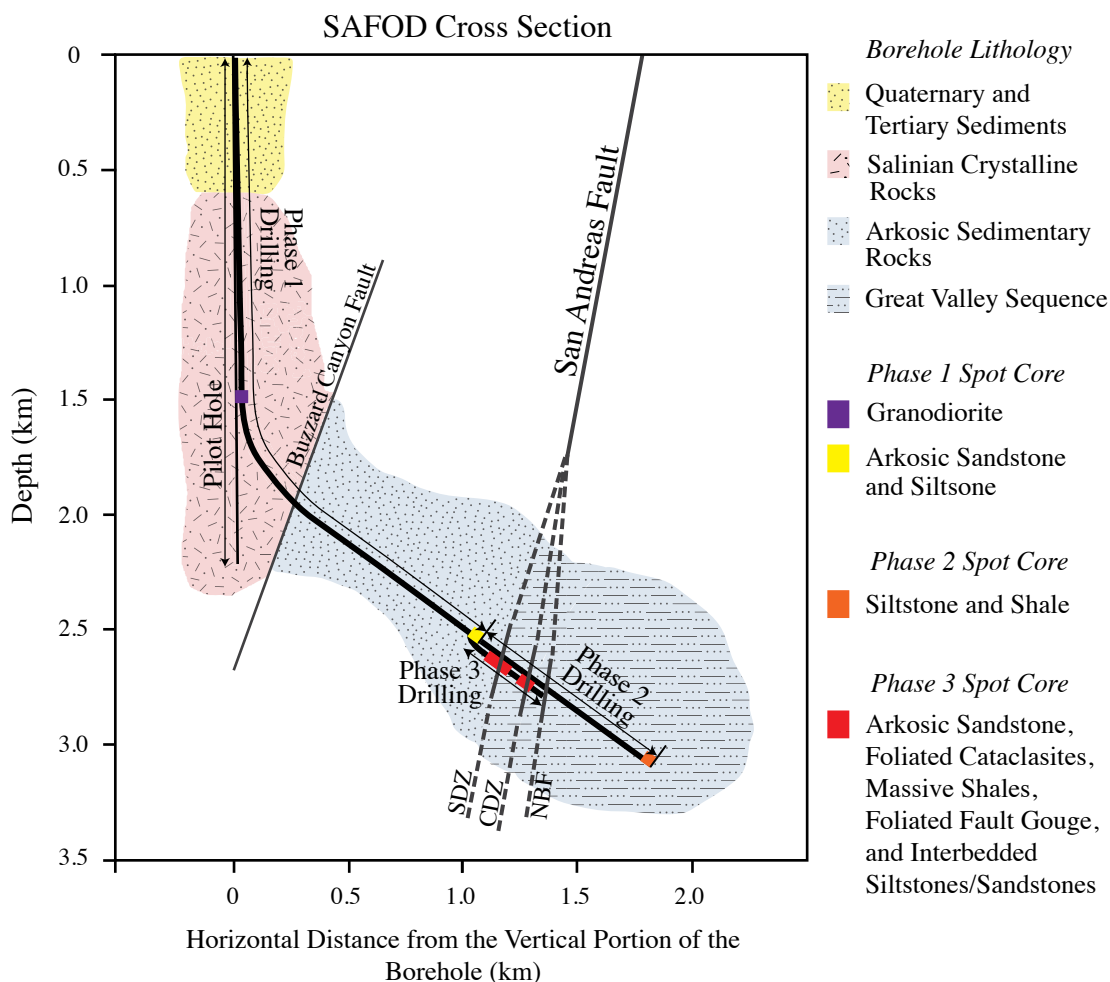 SAFOD Cross Section
0
0.5
1.0
1.5
2.0
2.5
3.0
3.5
Depth (km)
0
0.5
1.0
1.5
2.0
Horizontal Distance from the Vertical Portion of the
Borehole (km)
Phase 1
Drilling
Pilot Hole
Buzzard Canyon Fault
San Andreas Fault
Phase 3
Drilling
Phase 2
Drilling
SDZ
CDZ
NBF
Borehole Lithology
Quaternary and
Tertiary Sediments
Salinian Crystalline
Rocks
Arkosic Sedimentary
Rocks
Great Valley Sequence
Phase 1 Spot Core
Granodiorite
Arkosic Sandstone
and Siltsone
Phase 2 Spot Core
Siltstone and Shale
Phase 3 Spot Core
Arkosic Sandstone,
Foliated Cataclasites,
Massive Shales,
Foliated Fault Gouge,
and Interbedded
Siltstones/Sandstones